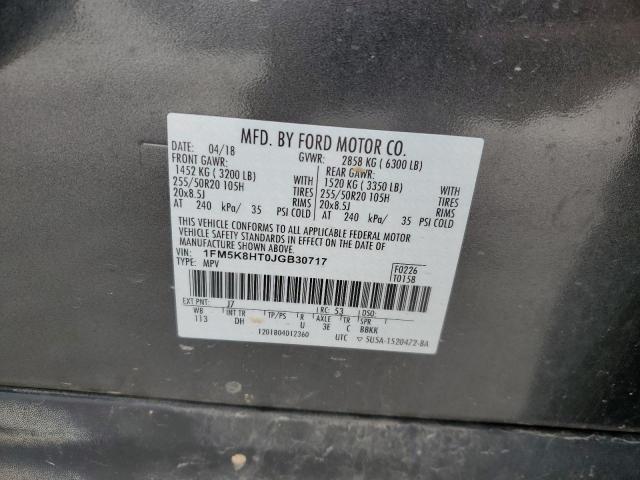 MFD. BY FORD MOTOR CO.
DATE: 04/18 GVWR: 2858 KG ( 6300 LB)
FRONT GAWR: REAR GAWR:
1452 KG ( 3200 LB) 1520 KG ( 3350 LB)
255/50R20 105H WITH TIRES 255/50R20 105H WITH TIRES
20x8.5J RIMS 20x8.5J RIMS
AT 240 kPa/ 35 PSI COLD AT 240 kPa/ 35 PSI COLD
THIS VEHICLE CONFORMS TO ALL APPLICABLE FEDERAL MOTOR
VEHICLE SAFETY STANDARDS IN EFFECT ON THE DATE OF
MANUFACTURE SHOWN ABOVE.
VIN: 1FM5K8HT0JGB30717
TYPE: MPV
F0226
T0158
EXT PNT: J7 RC: 53 DSO:
WB INT TR TP/PS R AXLE TR SPR
113 DH U 3E C BBKK
1201804012360 UTC ▽ 5U5A-1520472-BA